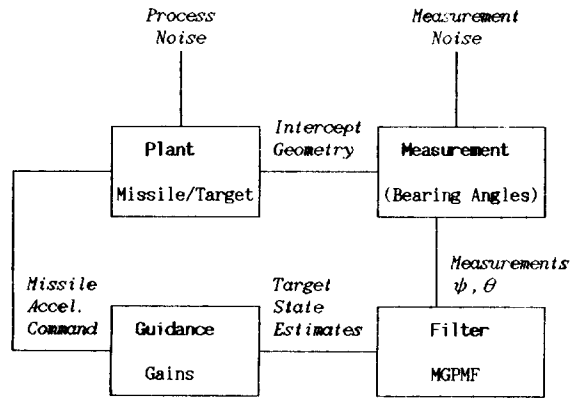 Process
Noise
Measurement
Noise
Plant
Missile/Target
Intercept
Geometry
Measurement
(Bearing Angles)
Missile
Accel.
Command
Guidance
Gains
Target
State
Estimates
Measurements
ψ, θ
Filter
MGPMF